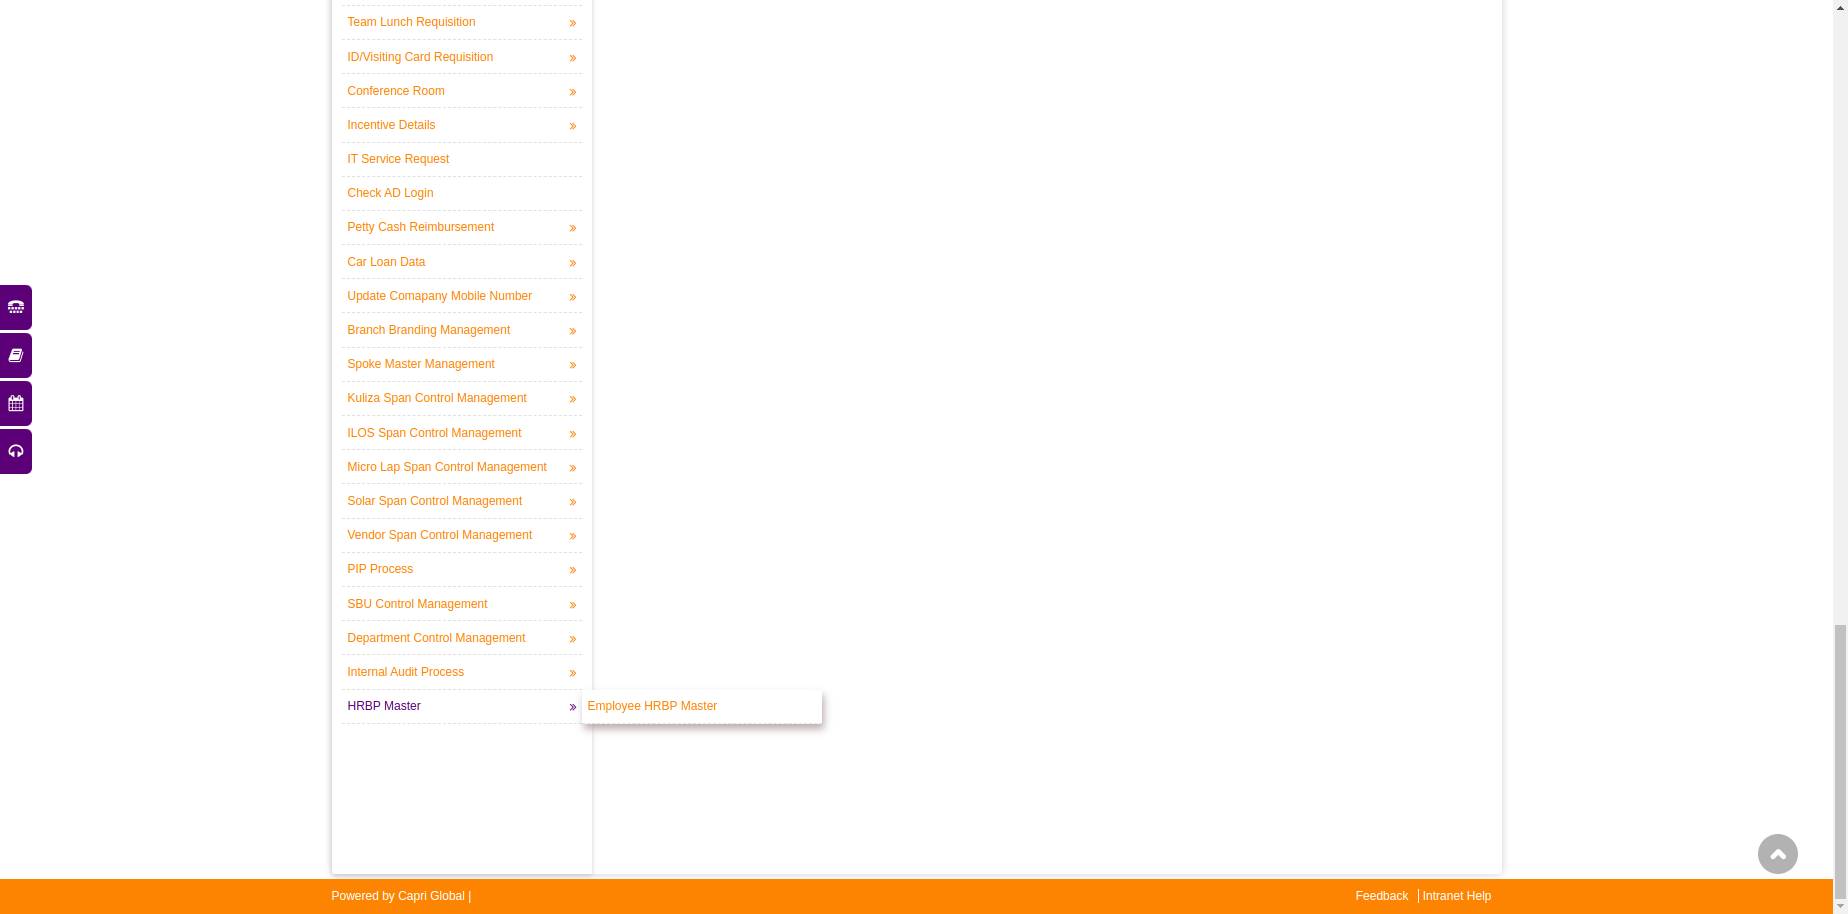 Team Lunch Requisition
ID/Visiting Card Requisition
Conference Room
Incentive Details
IT Service Request
Check AD Login
Petty Cash Reimbursement
Car Loan Data
Update Comapany Mobile Number
Branch Branding Management
Spoke Master Management
Kuliza Span Control Management
ILOS Span Control Management
Micro Lap Span Control Management
Solar Span Control Management
Vendor Span Control Management
PIP Process
SBU Control Management
Department Control Management
Internal Audit Process
HRBP Master
Employee HRBP Master
Powered by Capri Global |
Feedback | Intranet Help